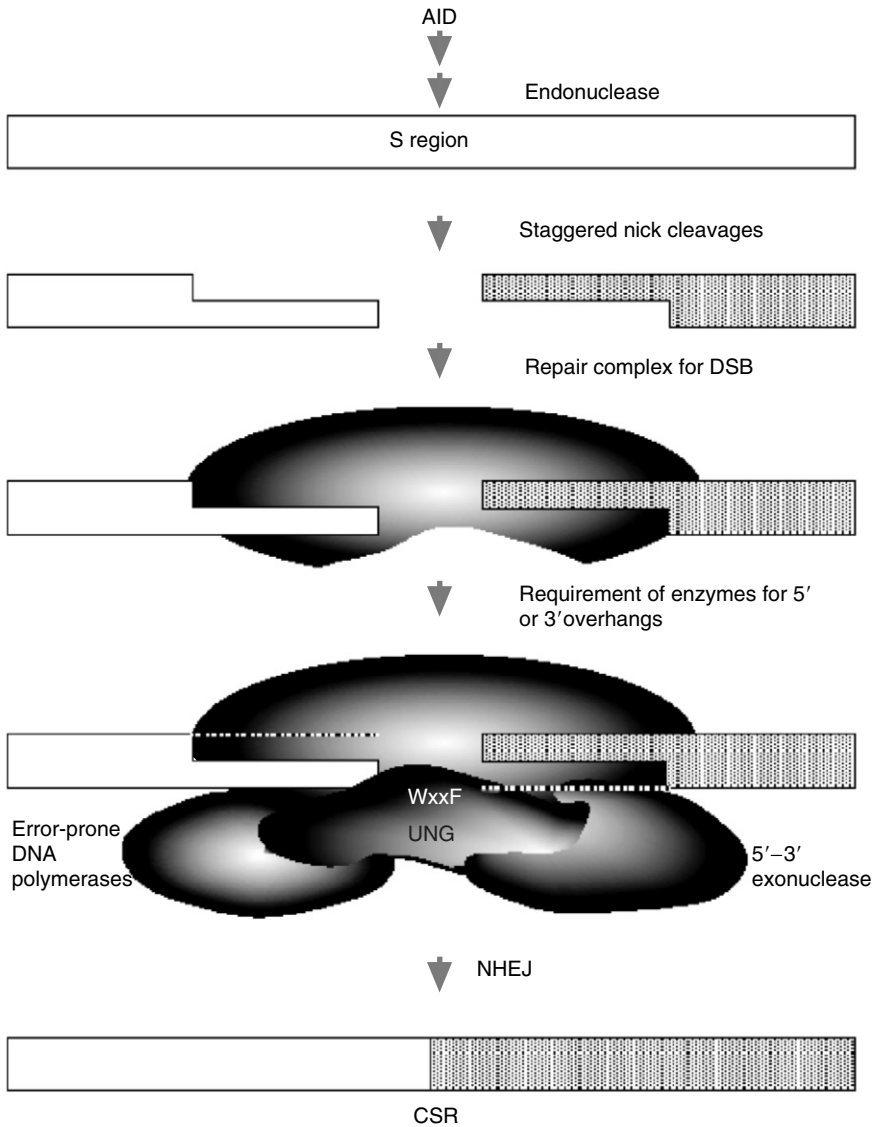 AID
Endonuclease
S region
Staggered nick cleavages
Repair complex for DSB
Requirement of enzymes for 5′
or 3′overhangs
WxxF
UNG
Error-prone
DNA
polymerases
5′–3′
exonuclease
NHEJ
CSR